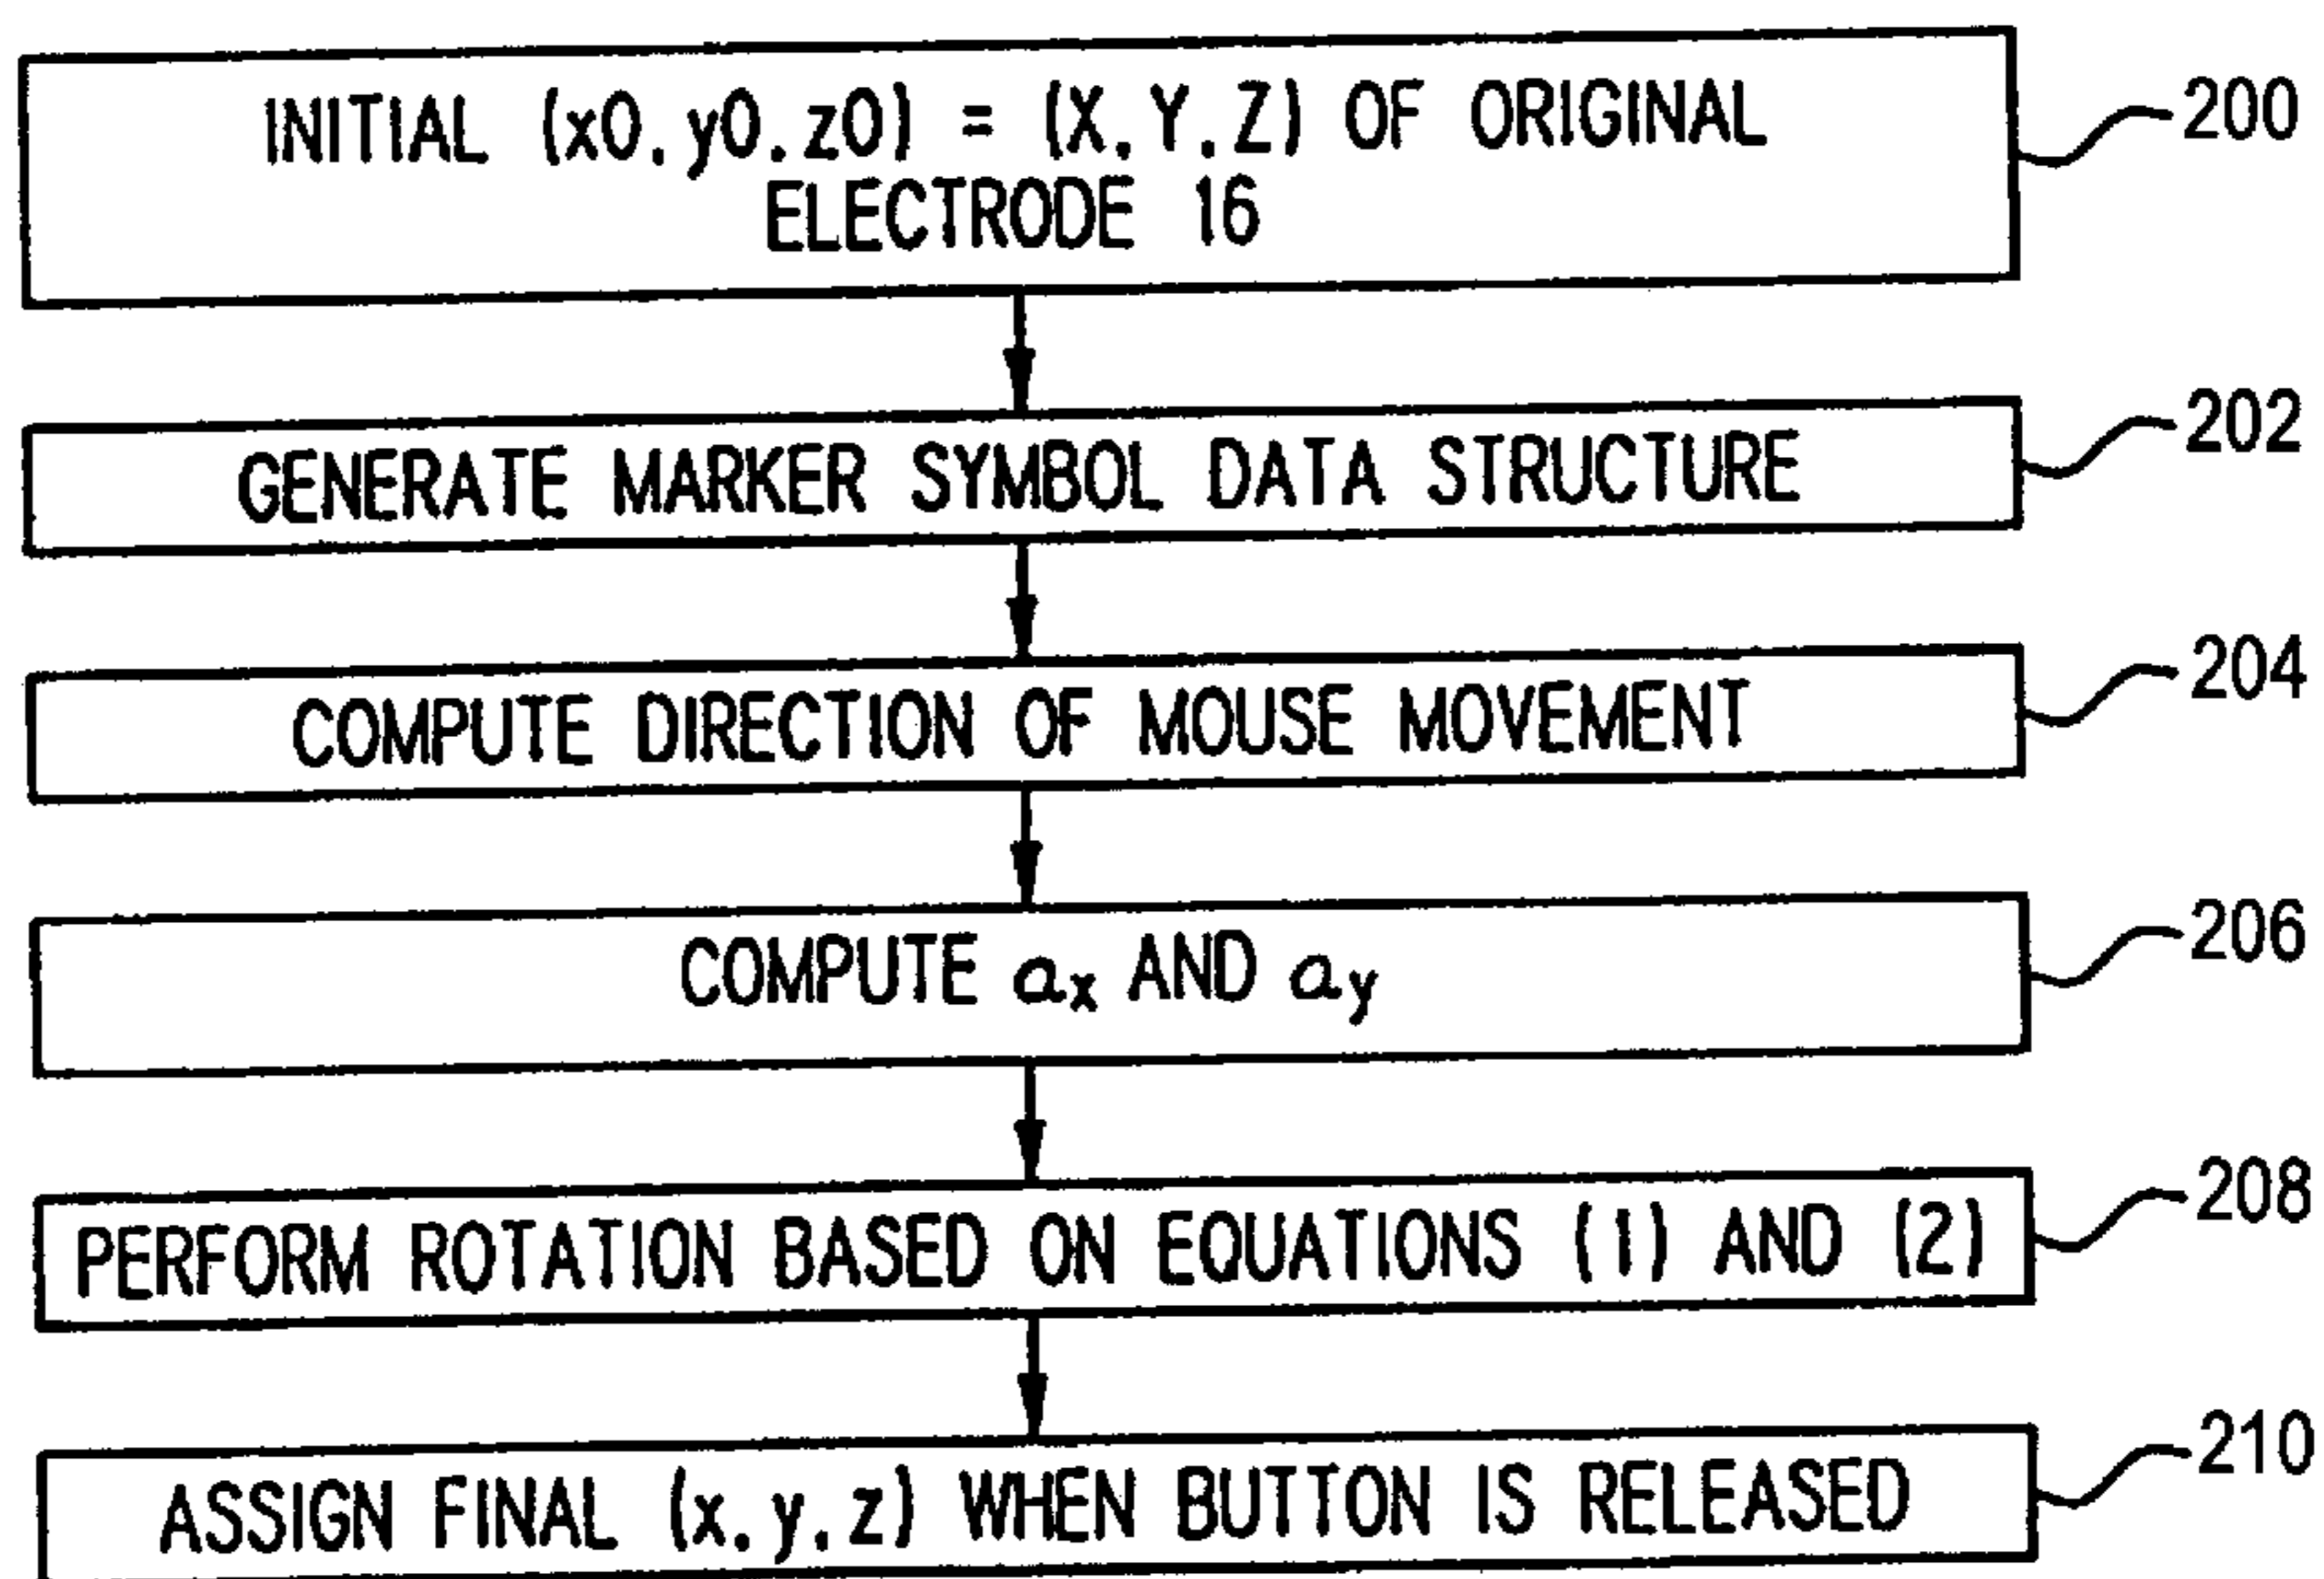 INITIAL (x0, y0, z0) = (X, Y, Z) OF ORIGINAL
ELECTRODE 16
200
GENERATE MARKER SYMBOL DATA STRUCTURE
202
COMPUTE DIRECTION OF MOUSE MOVEMENT
204
COMPUTE ax AND ay
206
PERFORM ROTATION BASED ON EQUATIONS (1) AND (2)
208
ASSIGN FINAL (x, y, z) WHEN BUTTON IS RELEASED
210